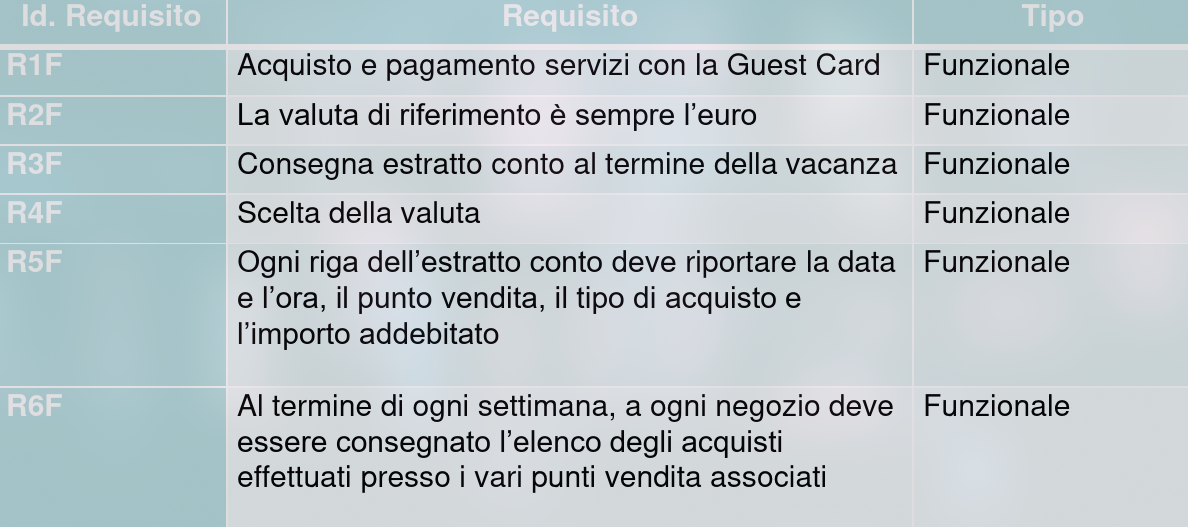 Id. Requisito Requisito Tipo
R1F Acquisto e pagamento servizi con la Guest Card Funzionale
R2F La valuta di riferimento è sempre l’euro Funzionale
R3F Consegna estratto conto al termine della vacanza Funzionale
R4F Scelta della valuta Funzionale
R5F Ogni riga dell’estratto conto deve riportare la data Funzionale
e l’ora, il punto vendita, il tipo di acquisto e
l’importo addebitato
R6F Al termine di ogni settimana, a ogni negozio deve Funzionale
essere consegnato l’elenco degli acquisti
effettuati presso i vari punti vendita associati